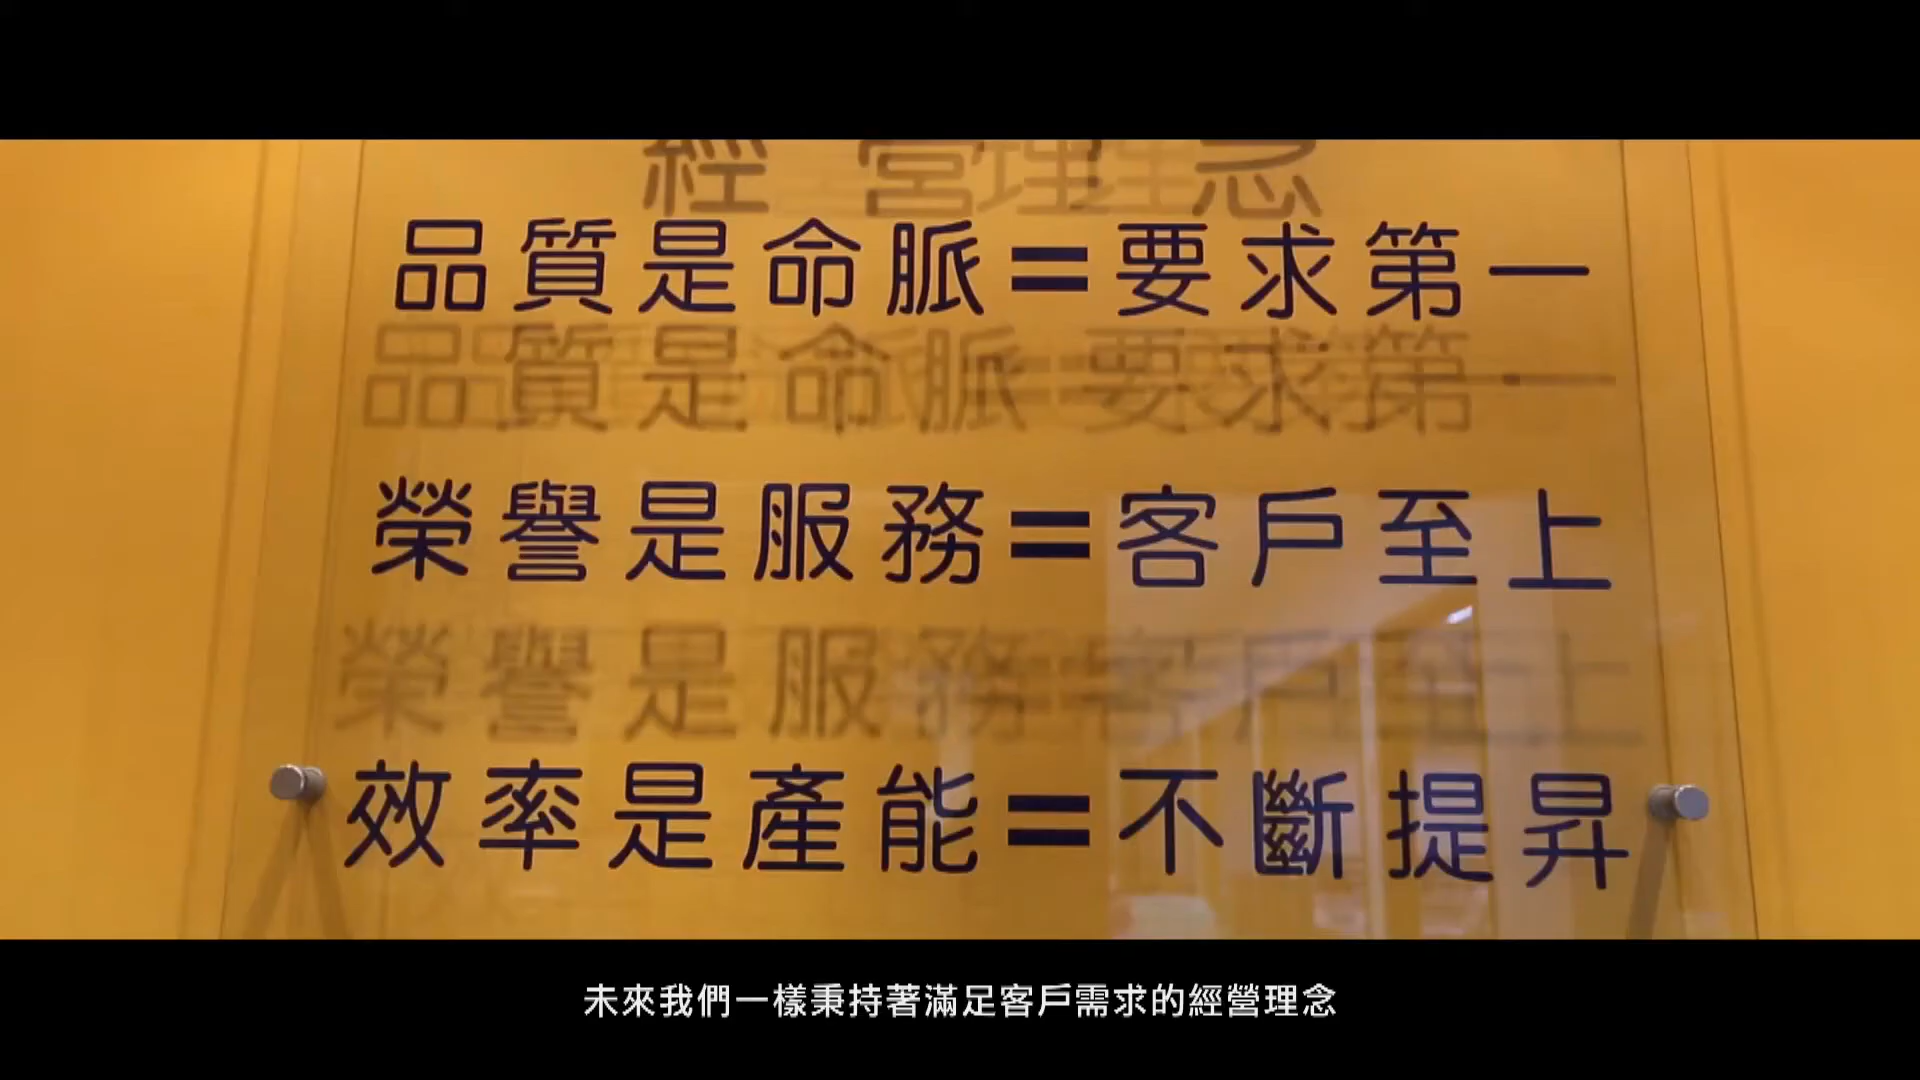 經營理念
品質是命脈=要求第一
榮譽是服務=客戶至上
效率是產能=不斷提昇
未來我們一樣秉持著滿足客戶需求的經營理念